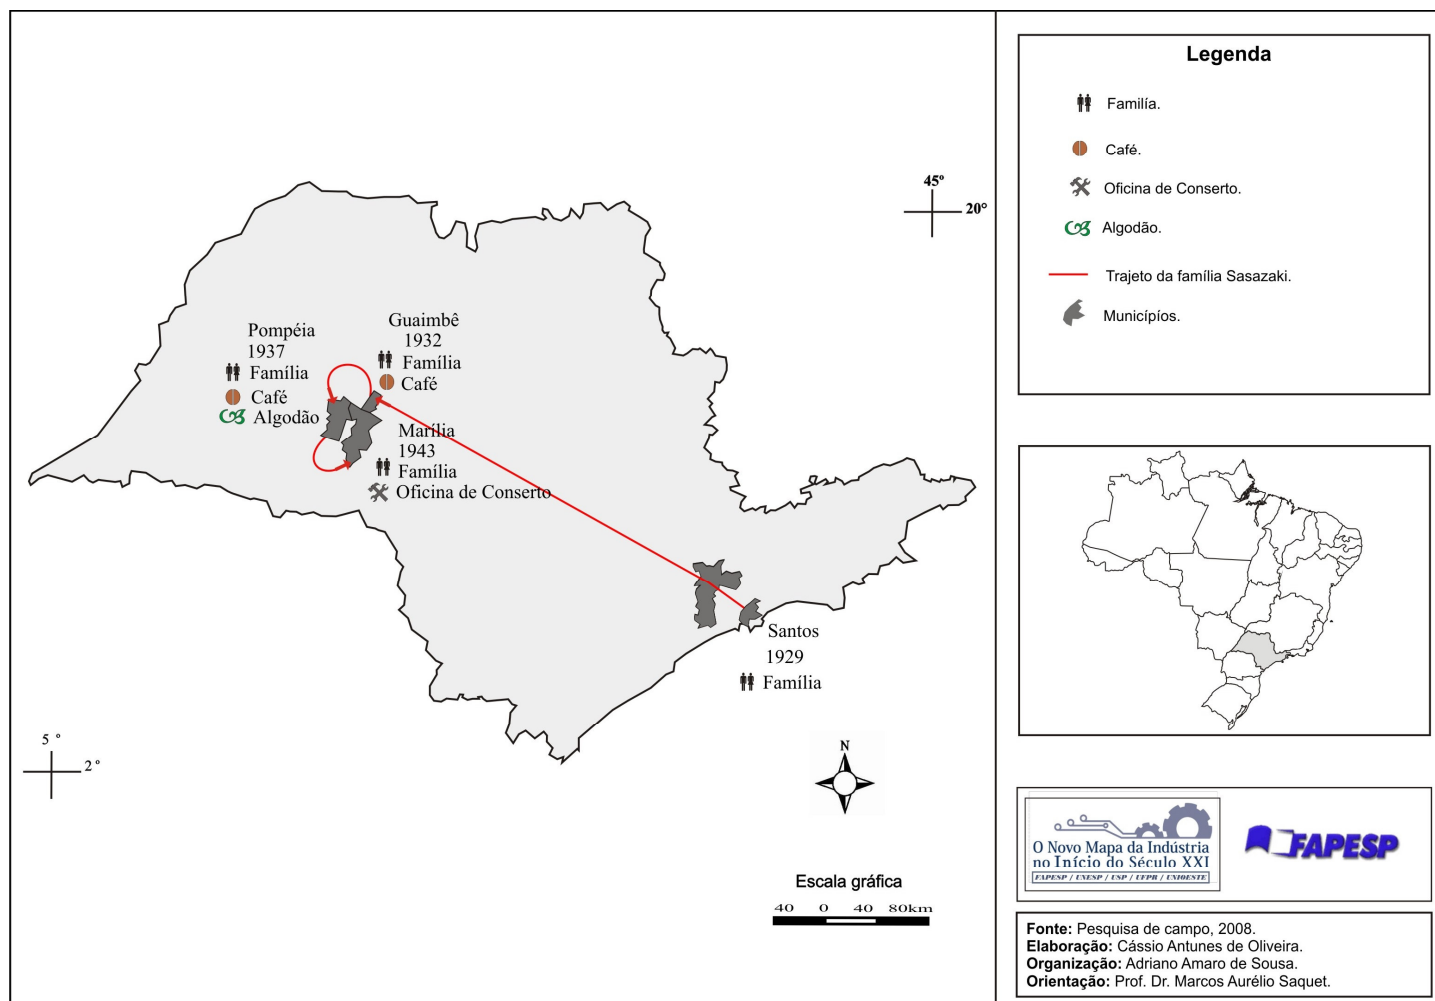 Pompéia
1937
Família
Café
Algodão
Guaimbê
1932
Família
Café
Marília
1943
Família
Oficina de Conserto
Santos
1929
Família
45º
20°
5 º
2 º
N
Escala gráfica
40 0 40 80km
Legenda
Familía.
Café.
Oficina de Conserto.
Algodão.
Trajeto da família Sasazaki.
Municípíos.
O Novo Mapa da Indústria
no Início do Século XXI
FAPESP / UNESP / USP / UFPR / UNIOESTE
FAPESP
Fonte: Pesquisa de campo, 2008.
Elaboração: Cássio Antunes de Oliveira.
Organização: Adriano Amaro de Sousa.
Orientação: Prof. Dr. Marcos Aurélio Saquet.